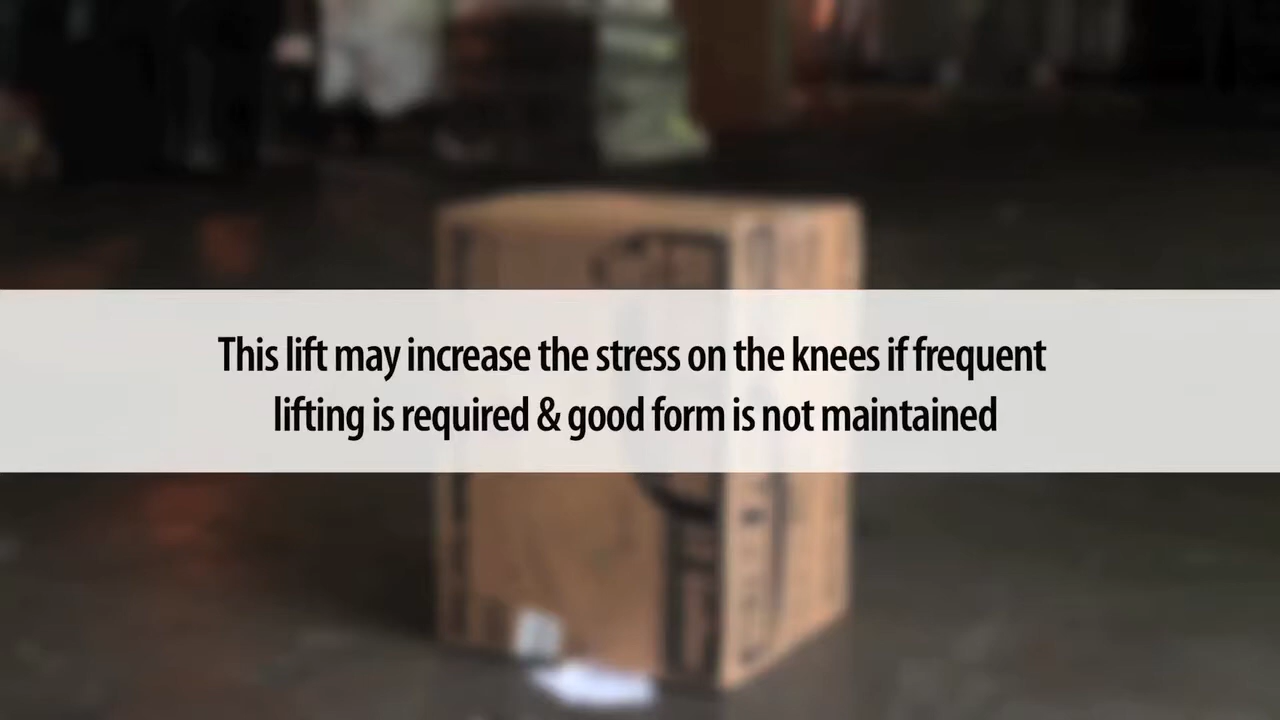 This lift may increase the stress on the knees if frequent
lifting is required & good form is not maintained